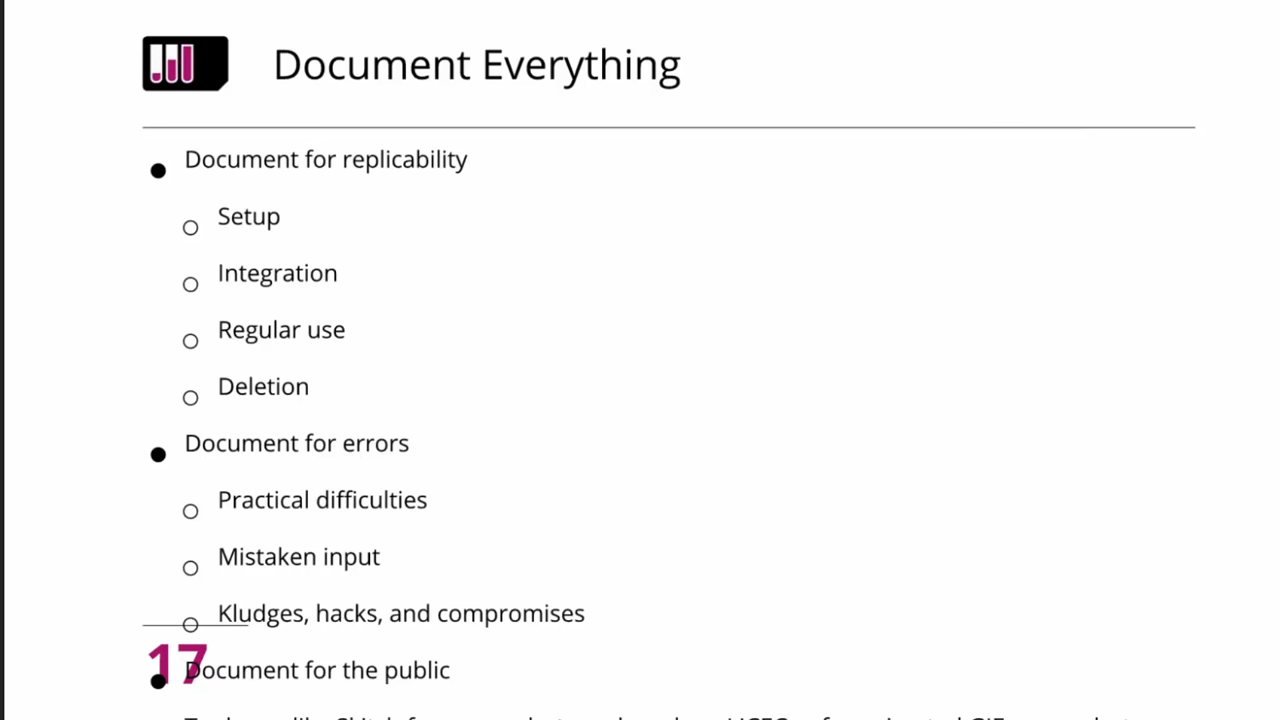 Document Everything
Document for replicability
Setup
Integration
Regular use
Deletion
Document for errors
Practical difficulties
Mistaken input
Kludges, hacks, and compromises
17
Document for the public